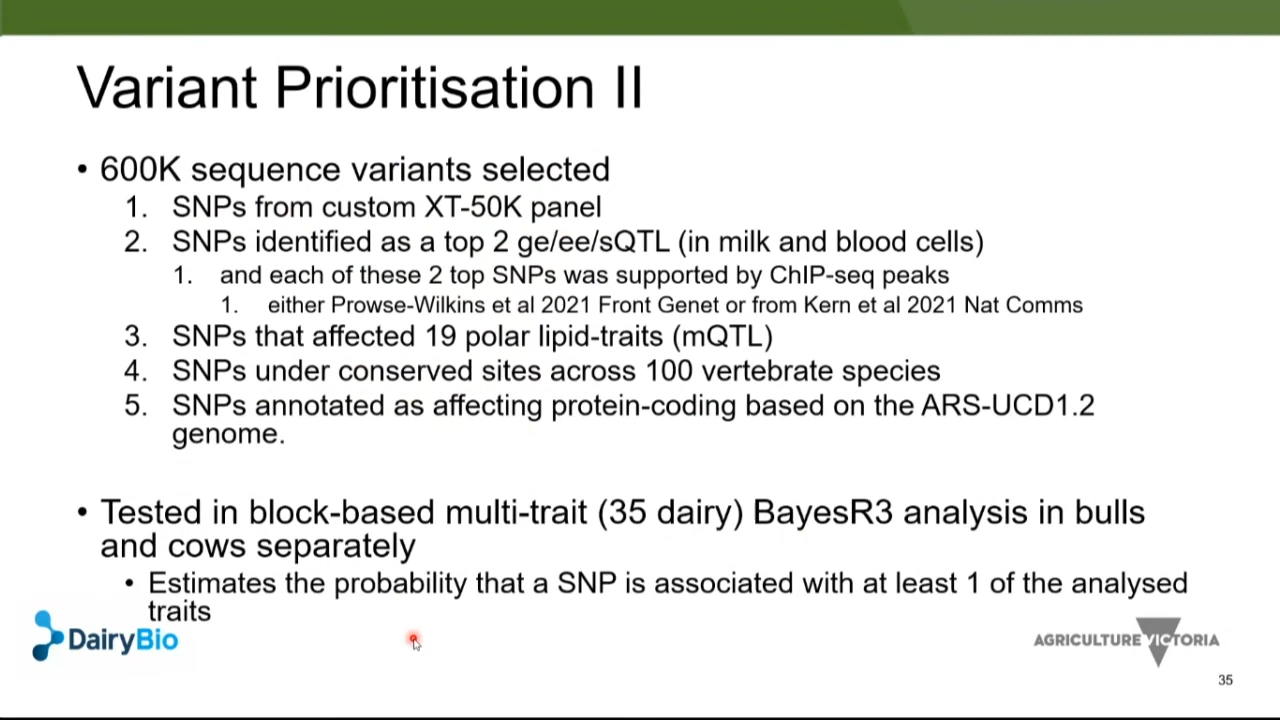 Variant Prioritisation II
• 600K sequence variants selected
1. SNPs from custom XT-50K panel
2. SNPs identified as a top 2 ge/ee/sQTL (in milk and blood cells)
1. and each of these 2 top SNPs was supported by ChIP-seq peaks
1. either Prowse-Wilkins et al 2021 Front Genet or from Kern et al 2021 Nat Comms
3. SNPs that affected 19 polar lipid-traits (mQTL)
4. SNPs under conserved sites across 100 vertebrate species
5. SNPs annotated as affecting protein-coding based on the ARS-UCD1.2
genome.
• Tested in block-based multi-trait (35 dairy) BayesR3 analysis in bulls
and cows separately
• Estimates the probability that a SNP is associated with at least 1 of the analysed
traits
DairyBio
AGRICULTURE VICTORIA
35